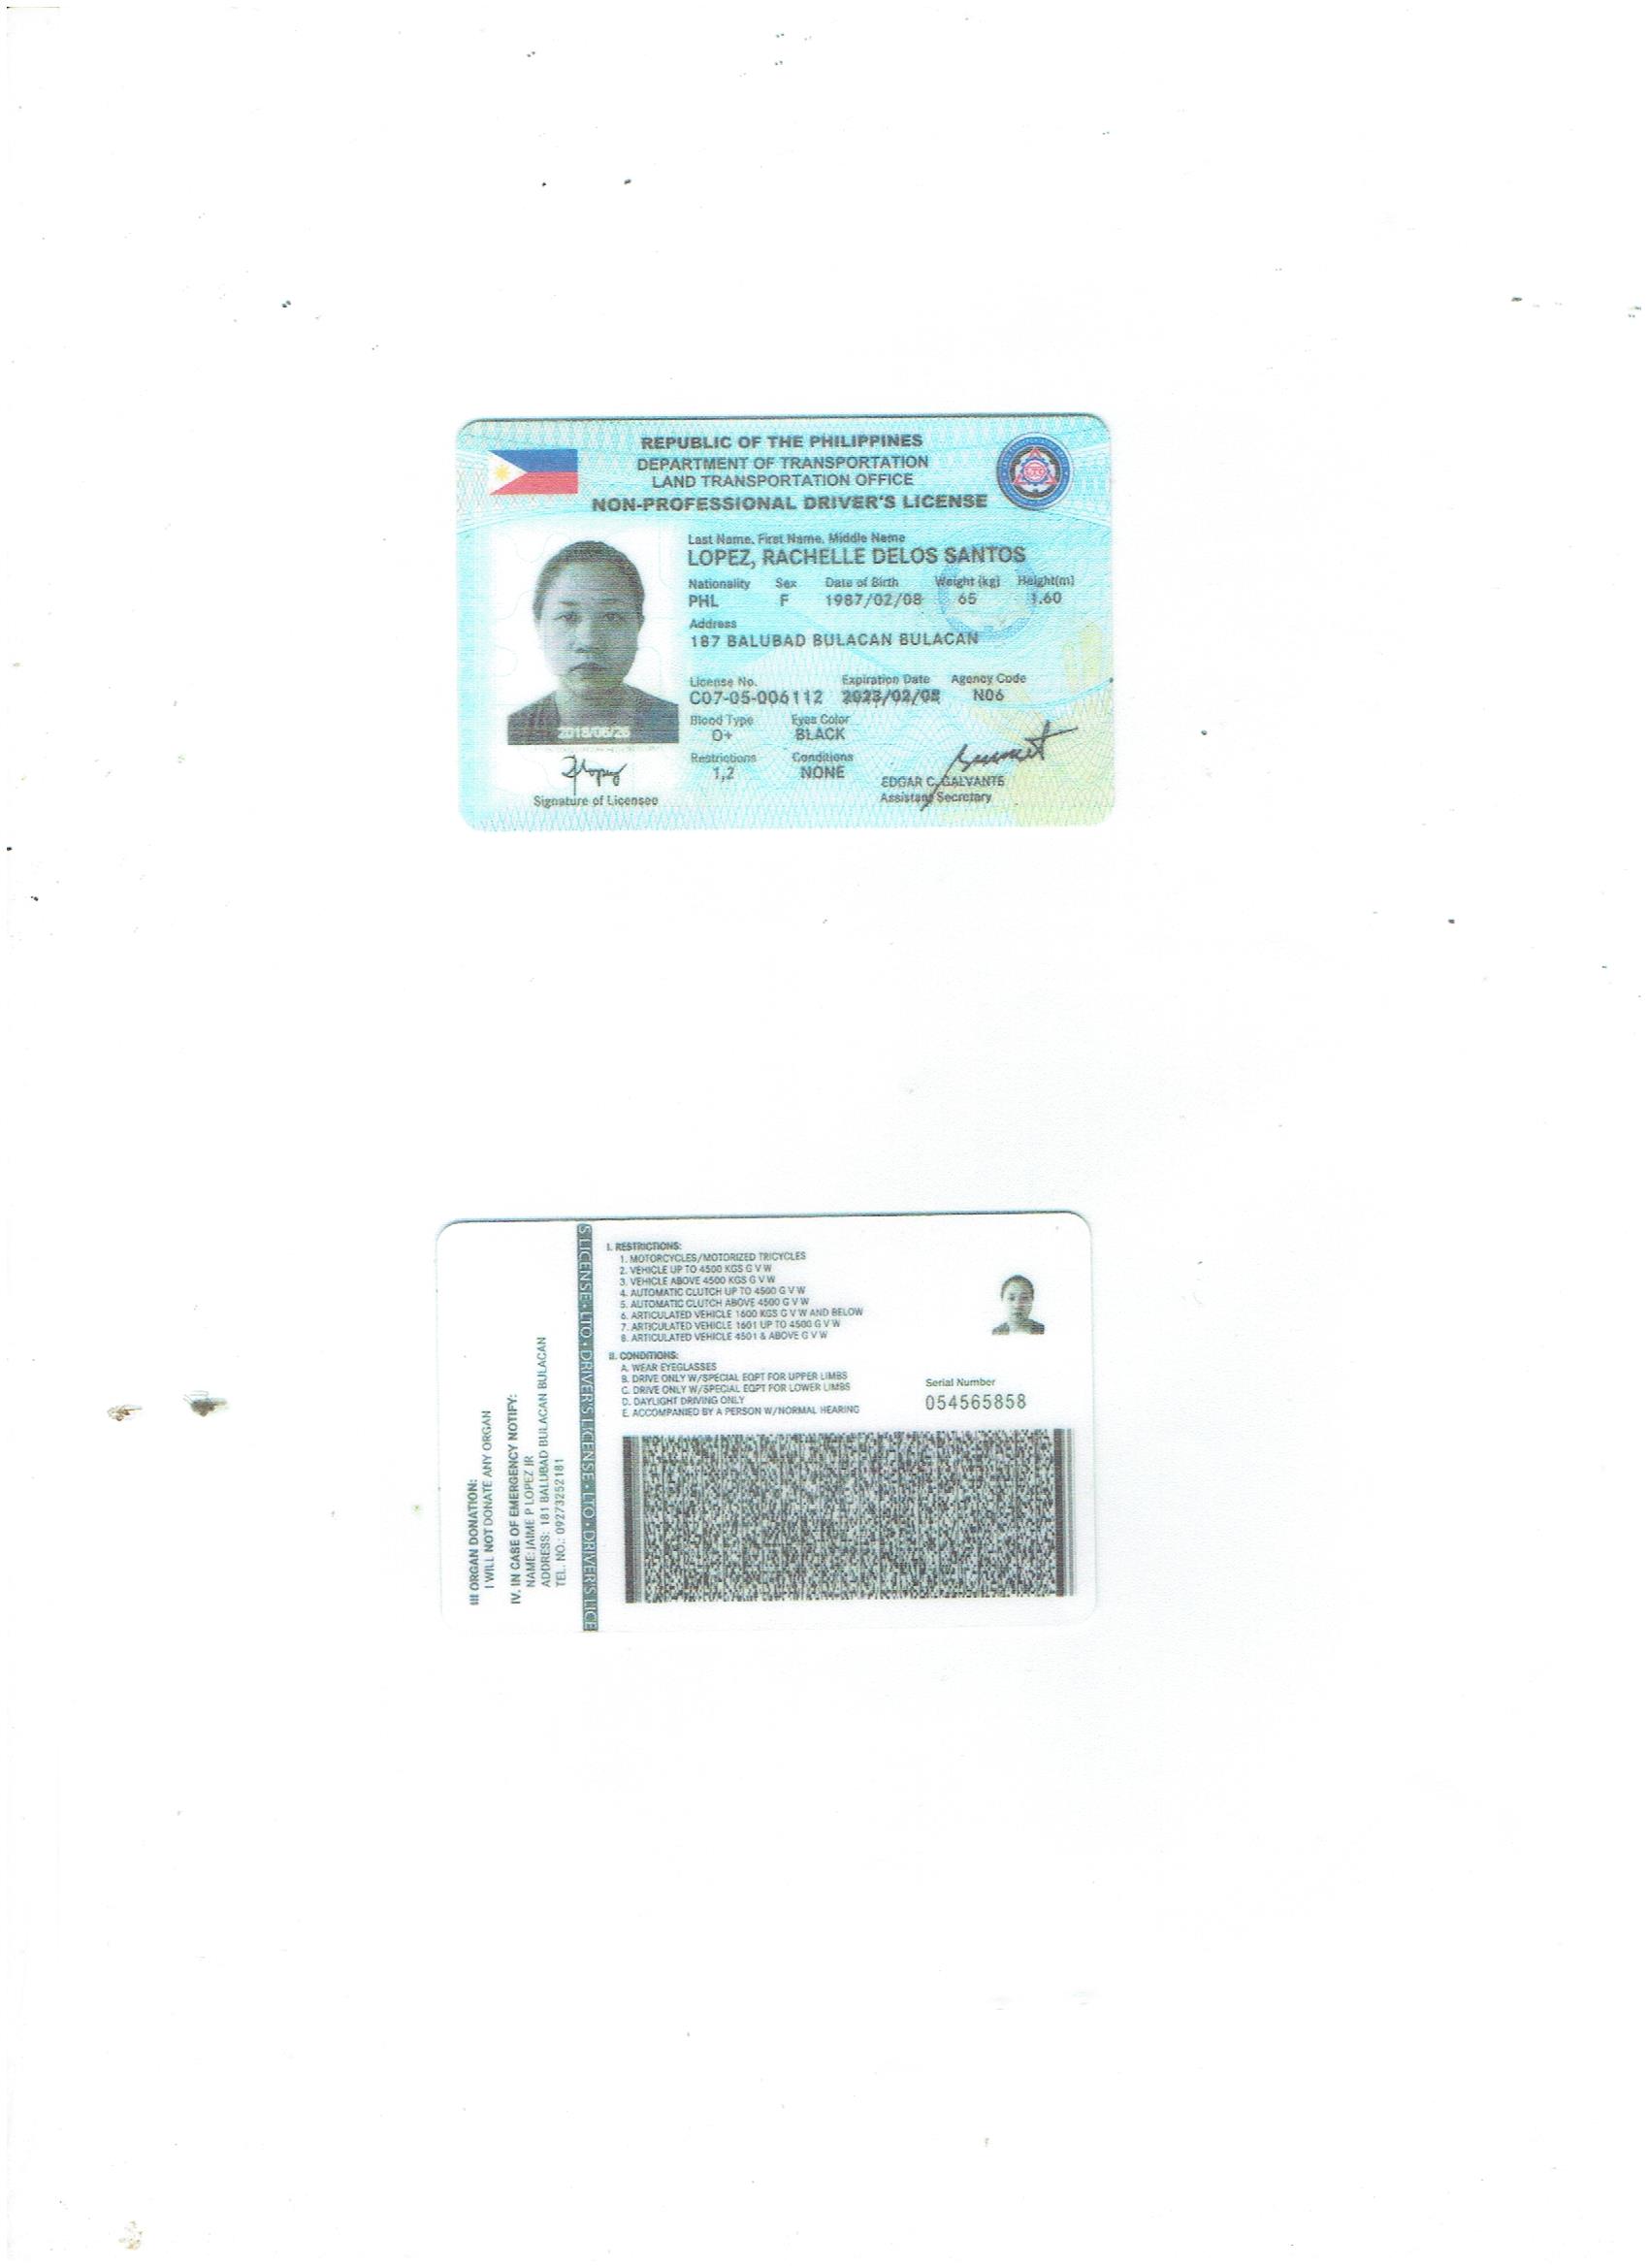 REPUBLIC OF THE PHILIPPINES
DEPARTMENT OF TRANSPORTATION
LAND TRANSPORTATION OFFICE
NON-PROFESSIONAL DRIVER'S LICENSE
LTO
Last Name, First Name, Middle Name
LOPEZ, RACHELLE DELOS SANTOS
Nationality Sex Date of Birth Weight (kg) Height(m)
PHL F 1987/02/08 65 1.60
Address
187 BALUBAD BULACAN BULACAN
License No. Expiration Date Agency Code
C07-05-006112 2023/02/08 N06
Blood Type Eyes Color
O+ BLACK
Restrictions Conditions
1,2 NONE
2018/06/26
Signature of Licensee
EDGAR C. GALVANTE
Assistant Secretary
III ORGAN DONATION:
I WILL NOT DONATE ANY ORGAN
IV. IN CASE OF EMERGENCY NOTIFY:
NAME: JAIME P LOPEZ JR
ADDRESS: 181 BALUBAD BULACAN BULACAN
TEL. NO.: 09273252181
S LICENSE • LTO • DRIVER'S LICENSE • LTO • DRIVER'S LICE
I. RESTRICTIONS:
1. MOTORCYCLES/MOTORIZED TRICYCLES
2. VEHICLE UP TO 4500 KGS G V W
3. VEHICLE ABOVE 4500 KGS G V W
4. AUTOMATIC CLUTCH UP TO 4500 G V W
5. AUTOMATIC CLUTCH ABOVE 4500 G V W
6. ARTICULATED VEHICLE 1600 KGS G V W AND BELOW
7. ARTICULATED VEHICLE 1601 UP TO 4500 G V W
8. ARTICULATED VEHICLE 4501 & ABOVE G V W
II. CONDITIONS:
A. WEAR EYEGLASSES
B. DRIVE ONLY W/SPECIAL EQPT FOR UPPER LIMBS
C. DRIVE ONLY W/SPECIAL EQPT FOR LOWER LIMBS
D. DAYLIGHT DRIVING ONLY
E. ACCOMPANIED BY A PERSON W/NORMAL HEARING
Serial Number
054565858